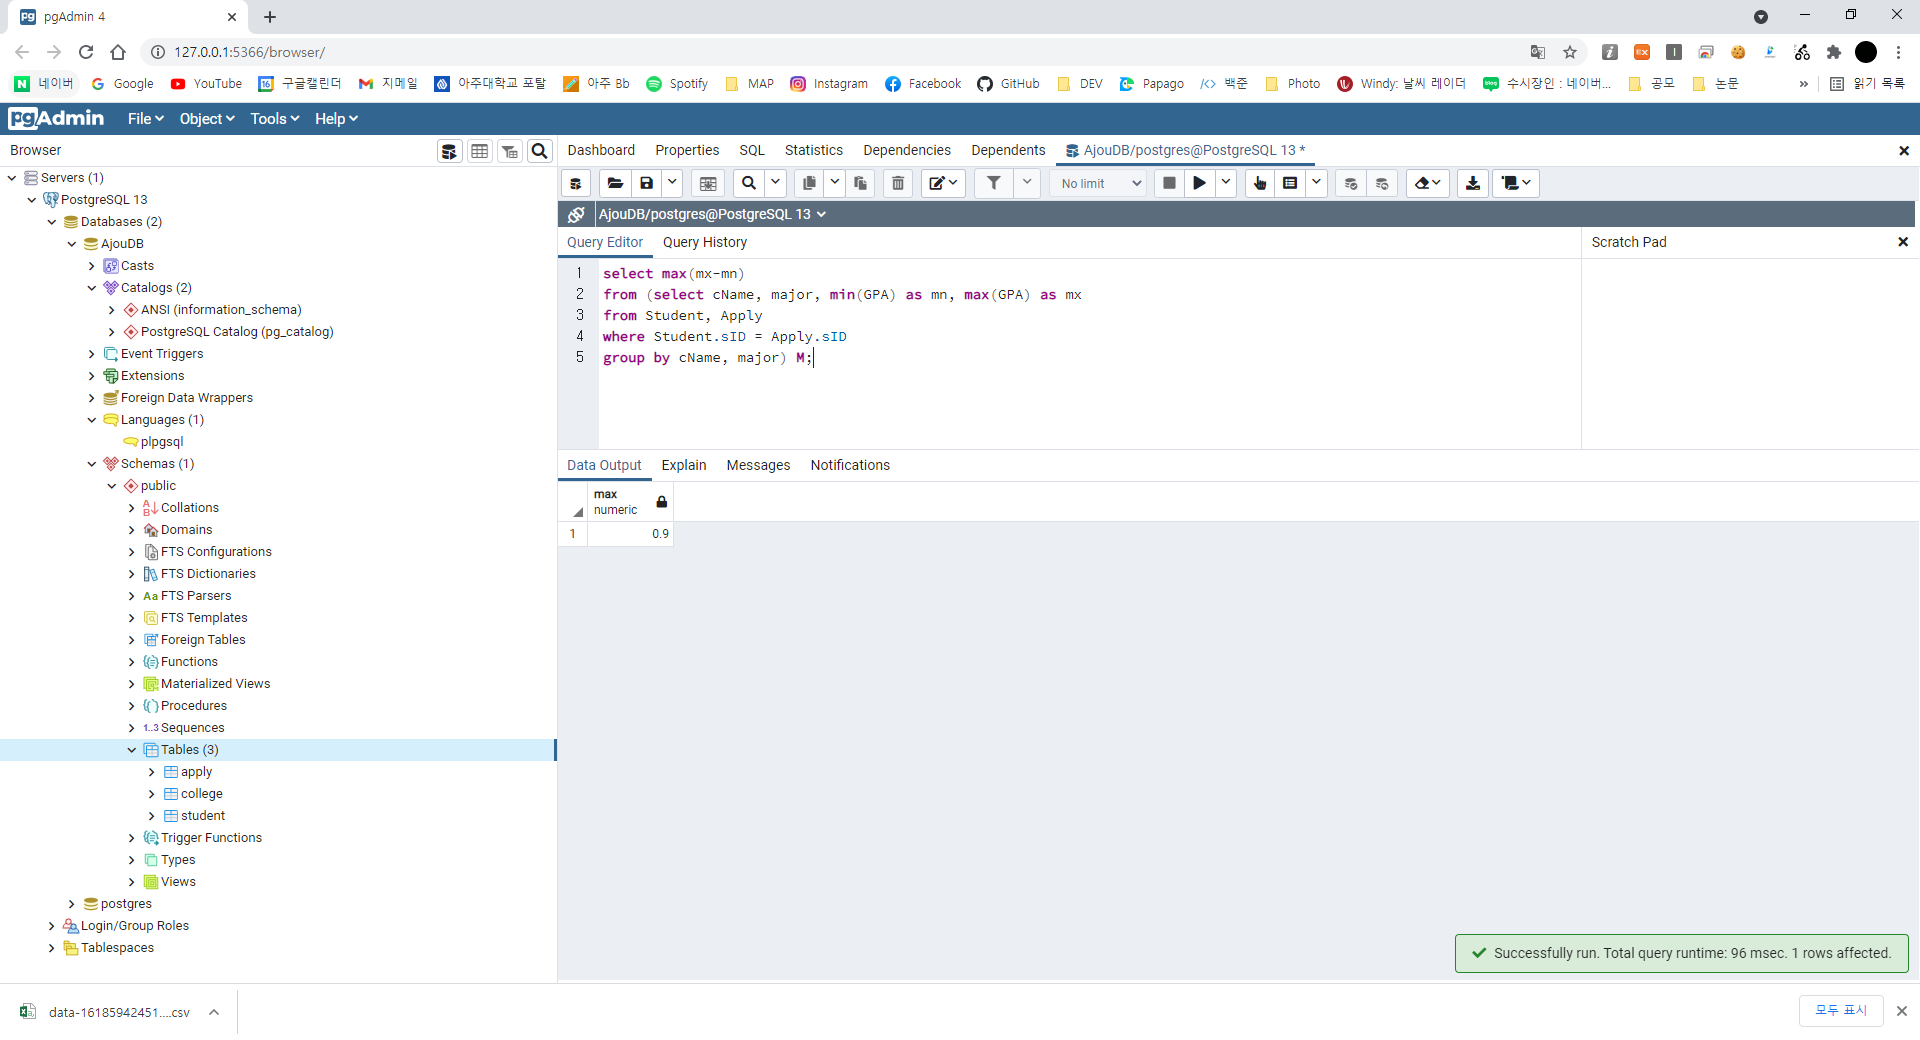 pgAdmin 4
127.0.0.1:5366/browser/
네이버 Google YouTube 구글캘린더 지메일 아주대학교 포탈 아주 Bb Spotify MAP Instagram Facebook GitHub DEV Papago 백준 Photo Windy: 날씨 레이더 수시장인 : 네이버... 공모 논문 » 읽기 목록
pgAdmin File Object Tools Help
Browser
Dashboard Properties SQL Statistics Dependencies Dependents AjouDB/postgres@PostgreSQL 13 *
No limit
AjouDB/postgres@PostgreSQL 13
Query Editor Query History
Scratch Pad
Servers (1)
PostgreSQL 13
Databases (2)
AjouDB
Casts
Catalogs (2)
ANSI (information_schema)
PostgreSQL Catalog (pg_catalog)
Event Triggers
Extensions
Foreign Data Wrappers
Languages (1)
plpgsql
Schemas (1)
public
Collations
Domains
FTS Configurations
FTS Dictionaries
Aa FTS Parsers
FTS Templates
Foreign Tables
Functions
Materialized Views
Procedures
1..3 Sequences
Tables (3)
apply
college
student
Trigger Functions
Types
Views
postgres
Login/Group Roles
Tablespaces
1 select max(mx-mn)
2 from (select cName, major, min(GPA) as mn, max(GPA) as mx
3 from Student, Apply
4 where Student.sID = Apply.sID
5 group by cName, major) M;
Data Output Explain Messages Notifications
max
numeric
1 0.9
Successfully run. Total query runtime: 96 msec. 1 rows affected.
data-16185942451....csv
모두 표시